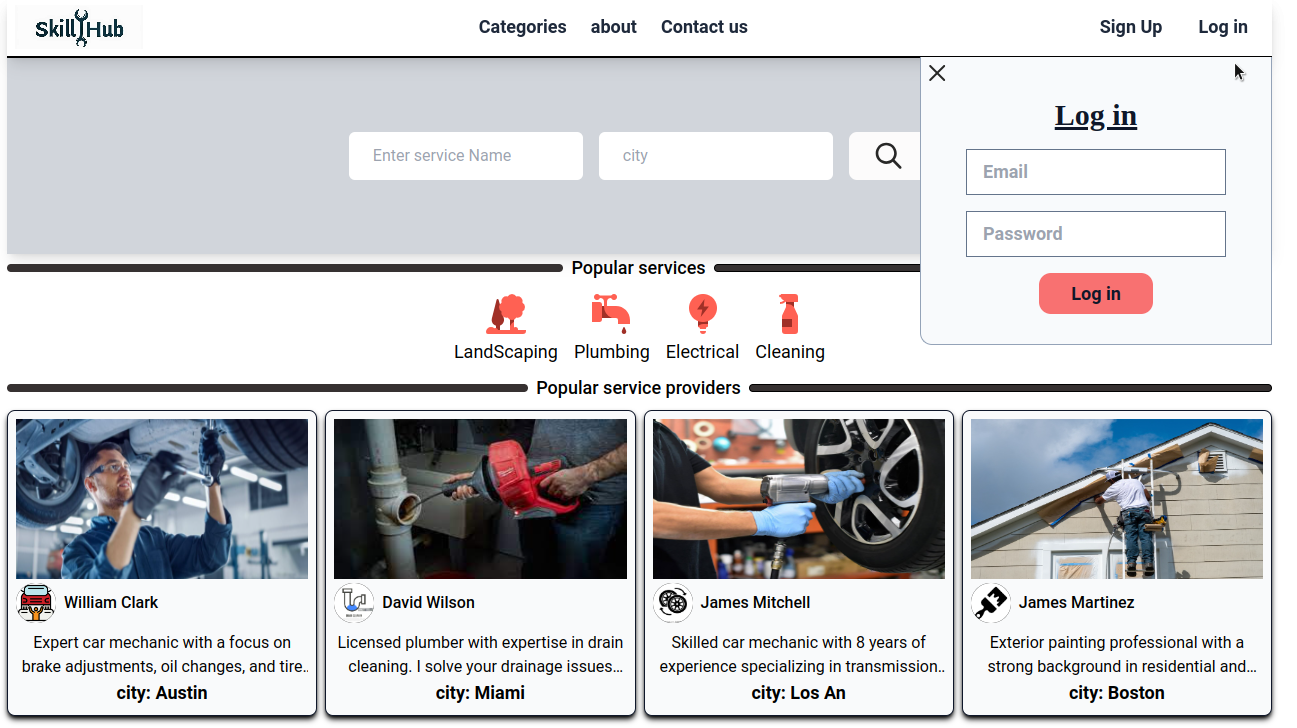 Skill Hub
Categories about Contact us
Sign Up Log in
Log in
Enter service Name
city
Email
Password
Log in
Popular services
LandScaping Plumbing Electrical Cleaning
Popular service providers
William Clark
Expert car mechanic with a focus on
brake adjustments, oil changes, and tire..
city: Austin
David Wilson
Licensed plumber with expertise in drain
cleaning. I solve your drainage issues...
city: Miami
James Mitchell
Skilled car mechanic with 8 years of
experience specializing in transmission..
city: Los An
James Martinez
Exterior painting professional with a
strong background in residential and...
city: Boston